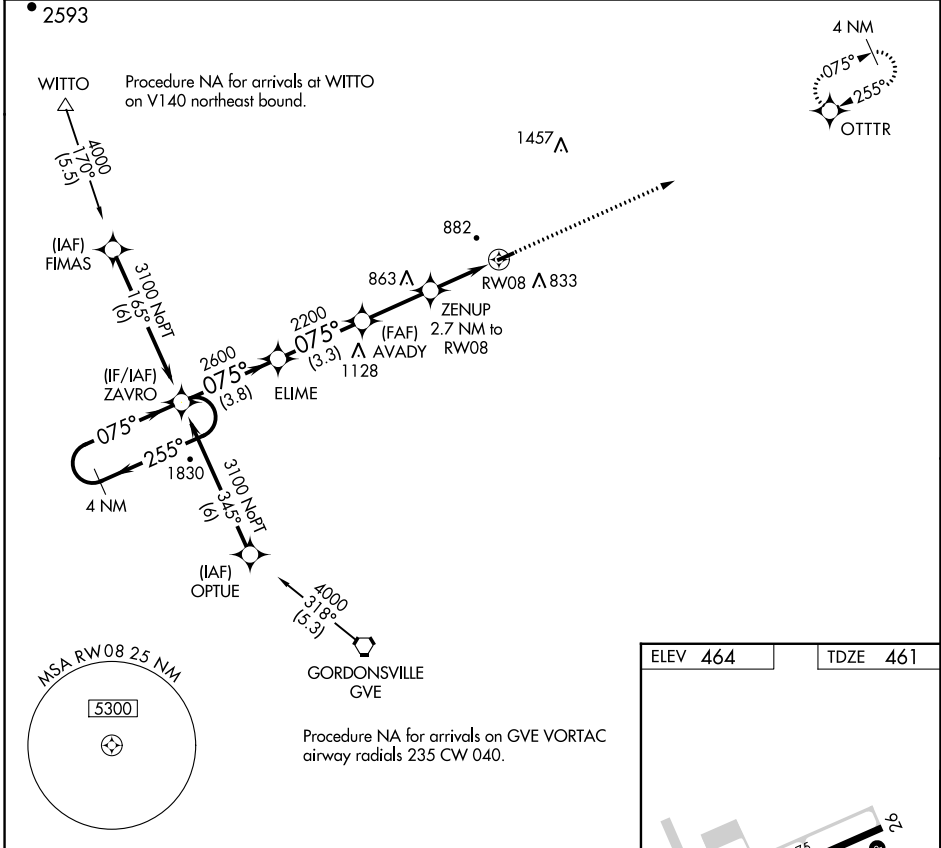 2593
WITTO
Procedure NA for arrivals at WITTO
on V140 northeast bound.
4 NM
075°
255°
OTTTR
4000
170°
(5.5)
1457
(IAF)
FIMAS
3100 NoPT
165°
(6)
882
863
RW08
833
ZENUP
2.7 NM to
RW08
2200
075°
(3.3)
(FAF)
AVADY
1128
(IF/IAF)
ZAVRO
2600
075°
(3.8)
ELIME
075°
255°
1830
4 NM
3100 NoPT
345°
(6)
(IAF)
OPTUE
4000
318°
(5.3)
GORDONSVILLE
GVE
MSA RW08 25 NM
5300
Procedure NA for arrivals on GVE VORTAC
airway radials 235 CW 040.
ELEV 464
TDZE 461
26